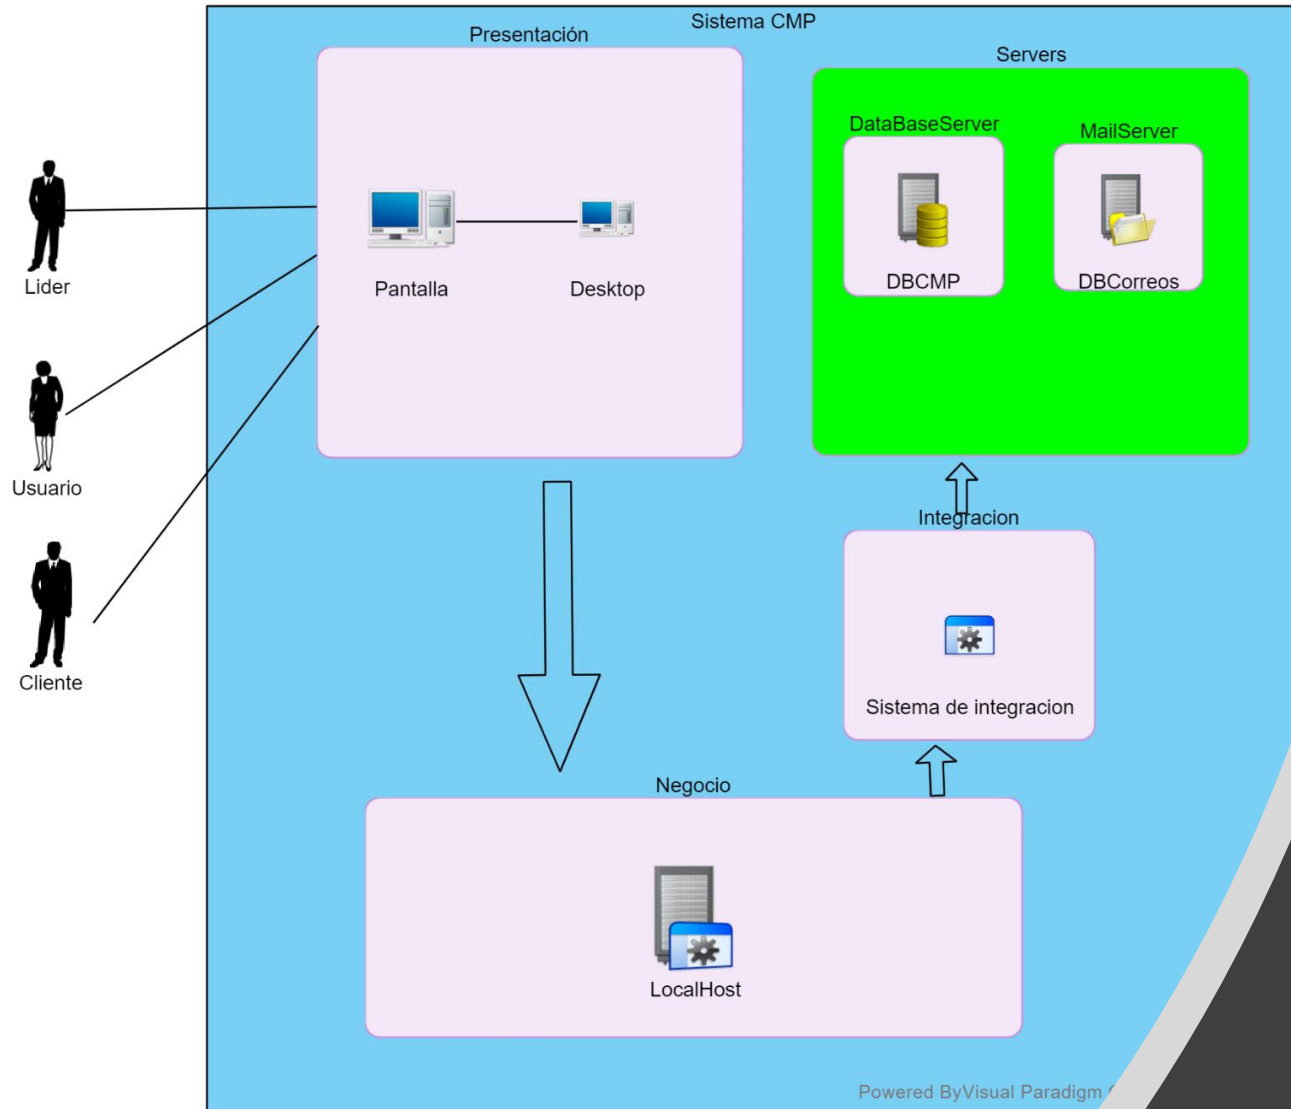 Sistema CMP
Presentación
Servers
DataBaseServer
MailServer
Lider
Pantalla
Desktop
DBCMP
DBCorreos
Usuario
Integracion
Cliente
Sistema de integracion
Negocio
LocalHost
Powered ByVisual Paradigm